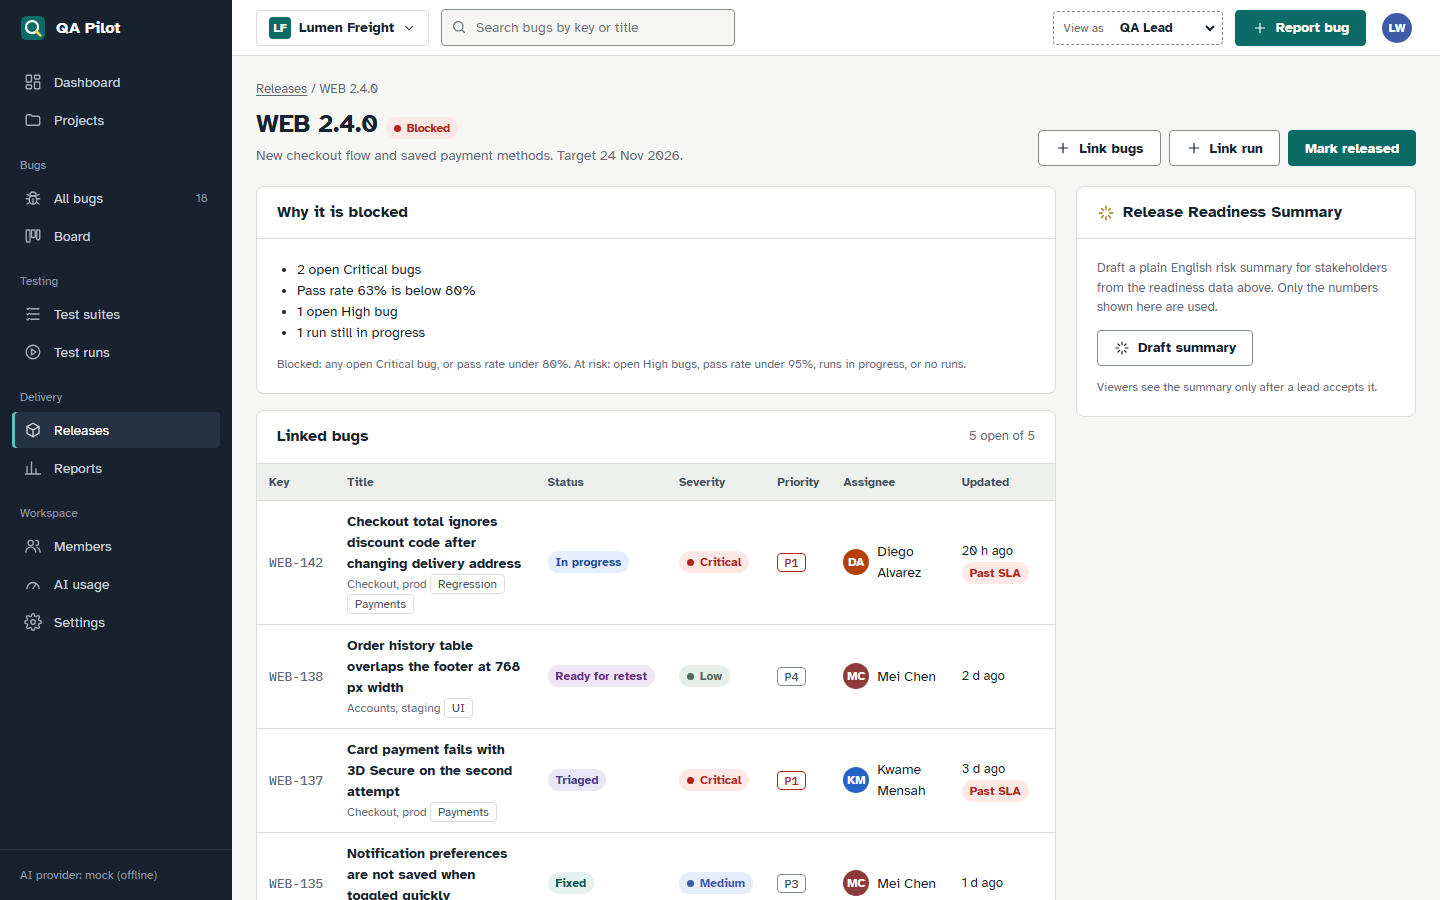 QA Pilot
Dashboard
Projects
Bugs
All bugs 18
Board
Testing
Test suites
Test runs
Delivery
Releases
Reports
Workspace
Members
AI usage
Settings
AI provider: mock (offline)
LF Lumen Freight
Search bugs by key or title
View as QA Lead
Report bug
LW
Releases / WEB 2.4.0
WEB 2.4.0 Blocked
New checkout flow and saved payment methods. Target 24 Nov 2026.
Link bugs
Link run
Mark released
Why it is blocked
• 2 open Critical bugs
• Pass rate 63% is below 80%
• 1 open High bug
• 1 run still in progress
Blocked: any open Critical bug, or pass rate under 80%. At risk: open High bugs, pass rate under 95%, runs in progress, or no runs.
Release Readiness Summary
Draft a plain English risk summary for stakeholders
from the readiness data above. Only the numbers
shown here are used.
Draft summary
Viewers see the summary only after a lead accepts it.
Linked bugs 5 open of 5
Key Title Status Severity Priority Assignee Updated
WEB-142
Checkout total ignores
discount code after
changing delivery address
Checkout, prod Regression
Payments
In progress
Critical
P1
DA
Diego
Alvarez
20 h ago
Past SLA
WEB-138
Order history table
overlaps the footer at 768
px width
Accounts, staging UI
Ready for retest
Low
P4
MC Mei Chen
2 d ago
WEB-137
Card payment fails with
3D Secure on the second
attempt
Checkout, prod Payments
Triaged
Critical
P1
KM
Kwame
Mensah
3 d ago
Past SLA
WEB-135
Notification preferences
are not saved when
toggled quickly
Fixed
Medium
P3
MC Mei Chen
1 d ago